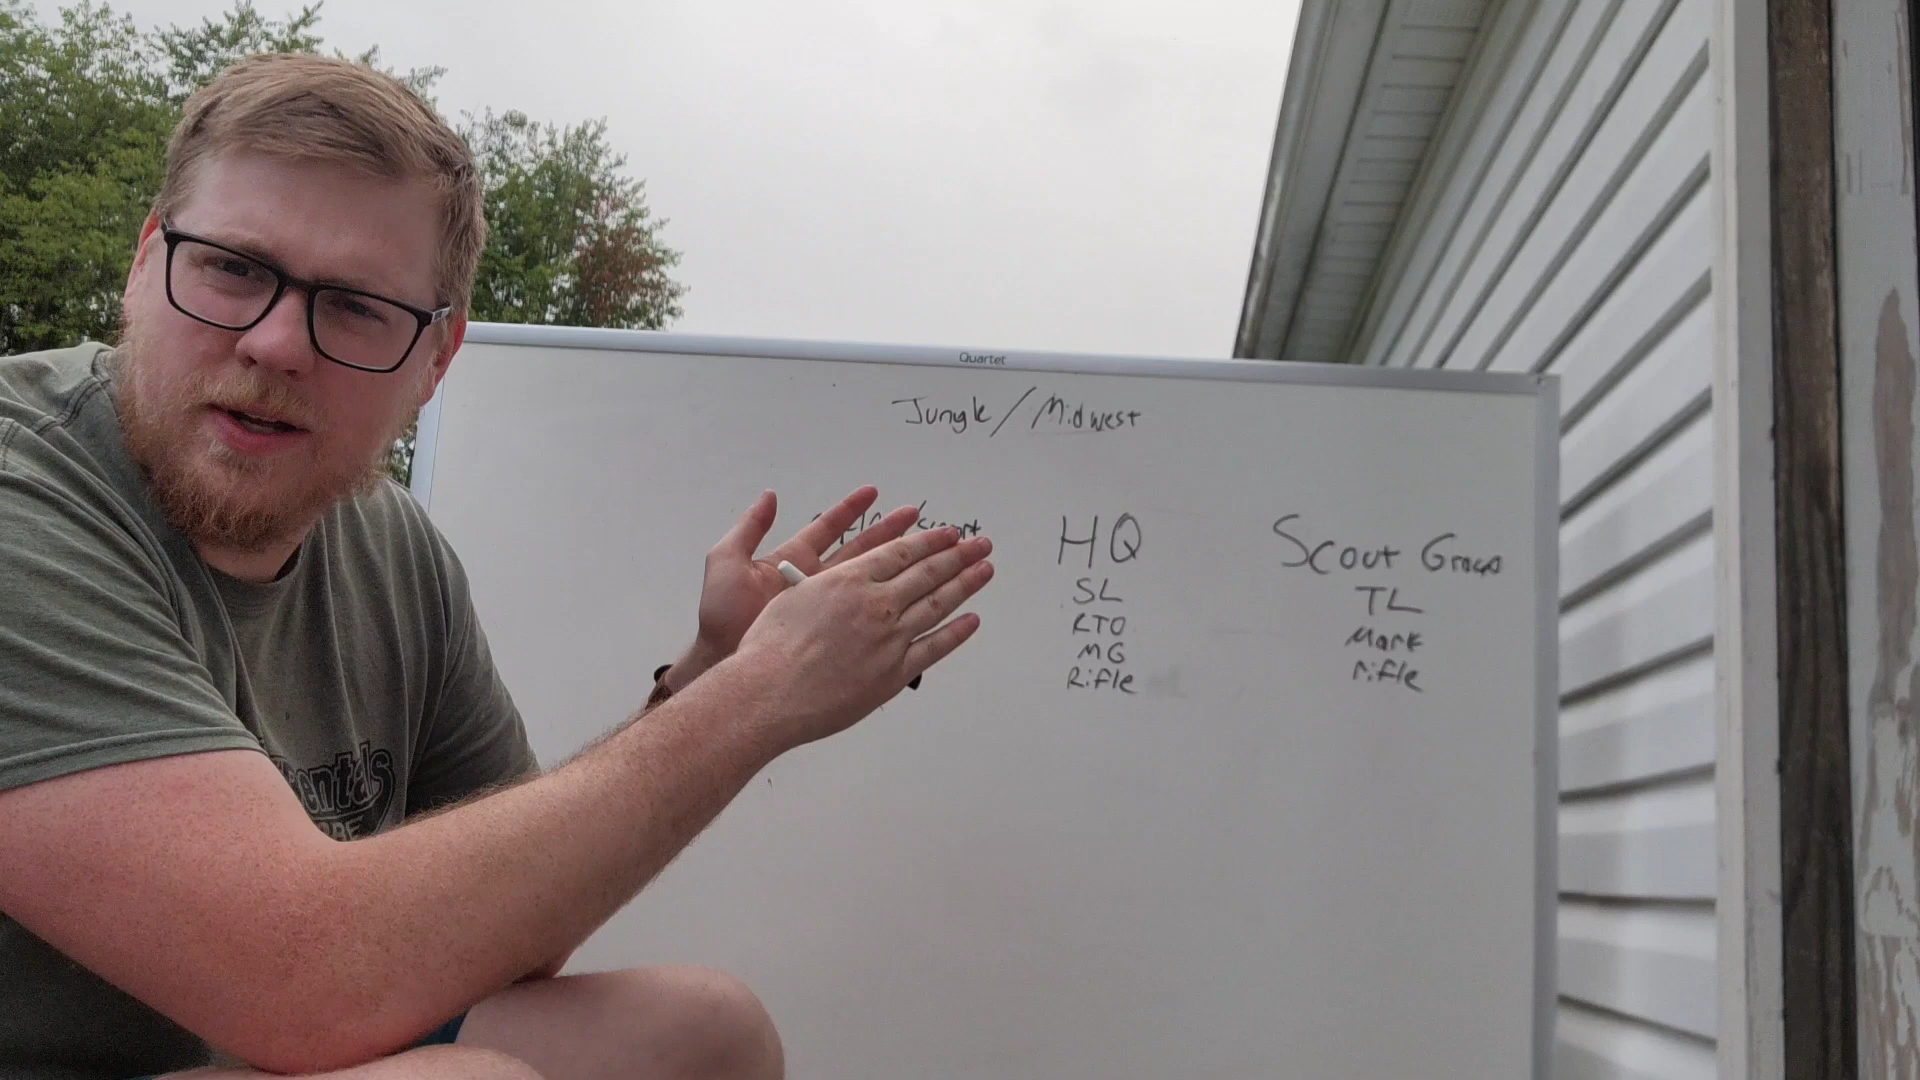 Quartet
Jungle / Midwest
HQ
SL
RTO
MG
Rifle
Scout Group
TL
Mark
rifle